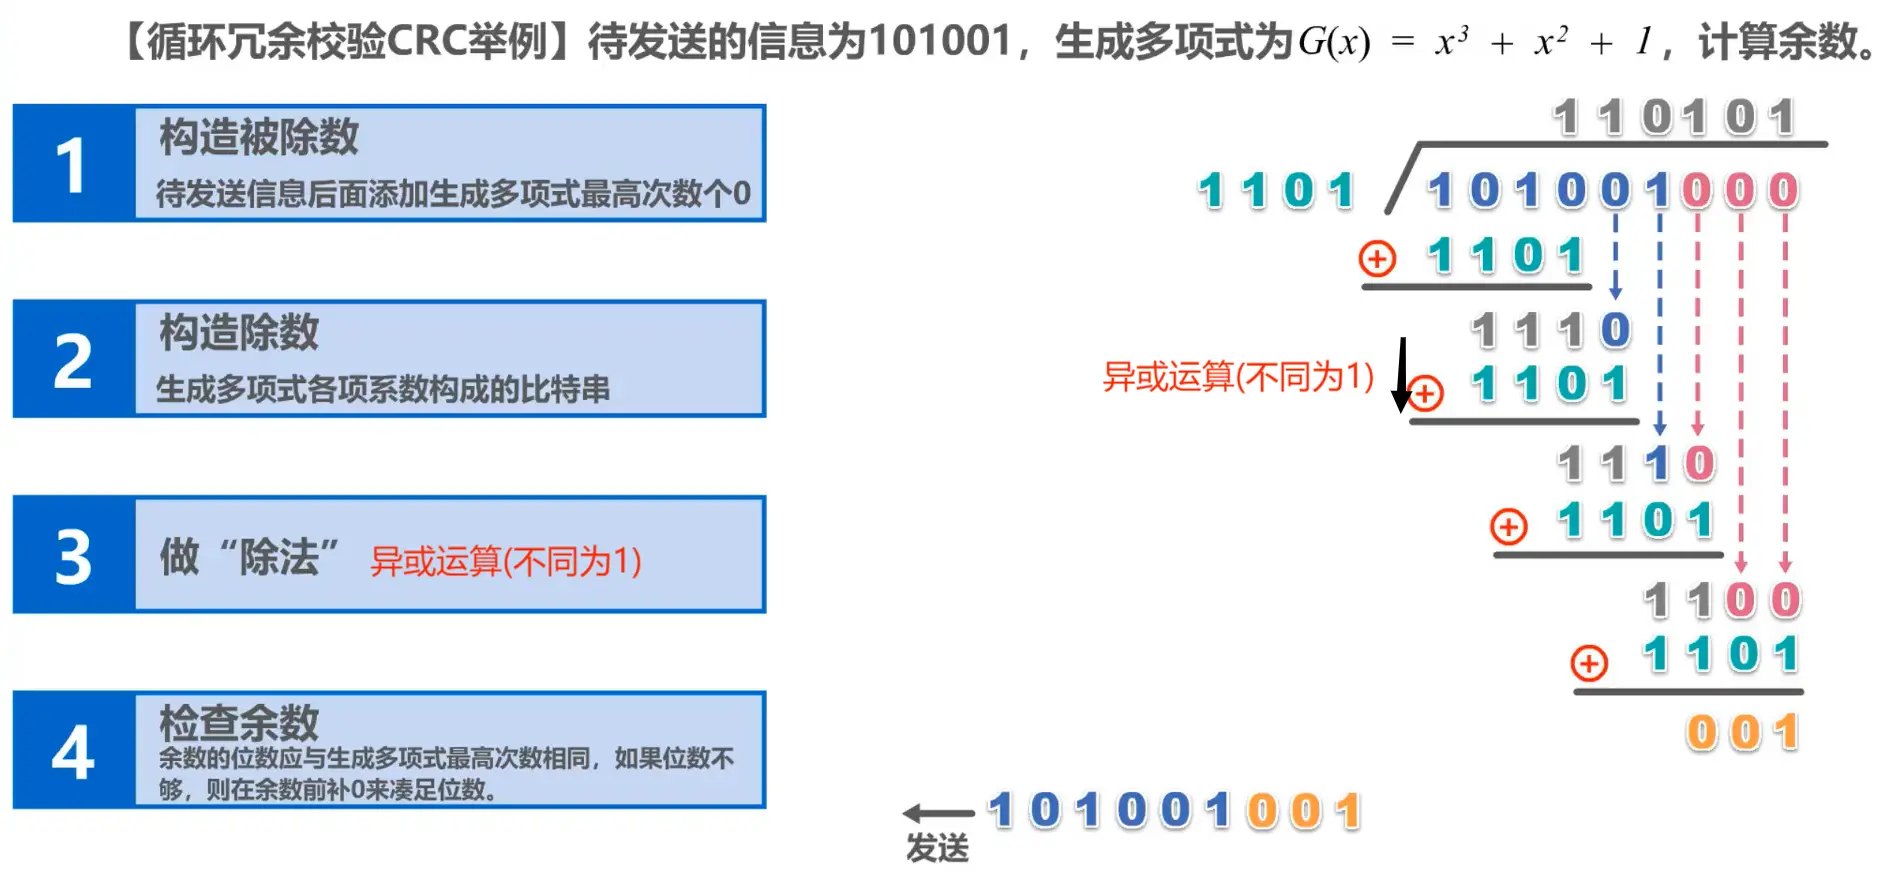 【循环冗余校验CRC举例】待发送的信息为101001，生成多项式为G(x) = x³ + x² + 1，计算余数。
1
构造被除数
待发送信息后面添加生成多项式最高次数个0
2
构造除数
生成多项式各项系数构成的比特串
3
做“除法” 异或运算(不同为1)
4
检查余数
余数的位数应与生成多项式最高次数相同，如果位数不
够，则在余数前补0来凑足位数。
110101
1101 101001000
1101
1110
异或运算(不同为1) 1101
1110
1101
1100
1101
001
101001001
发送